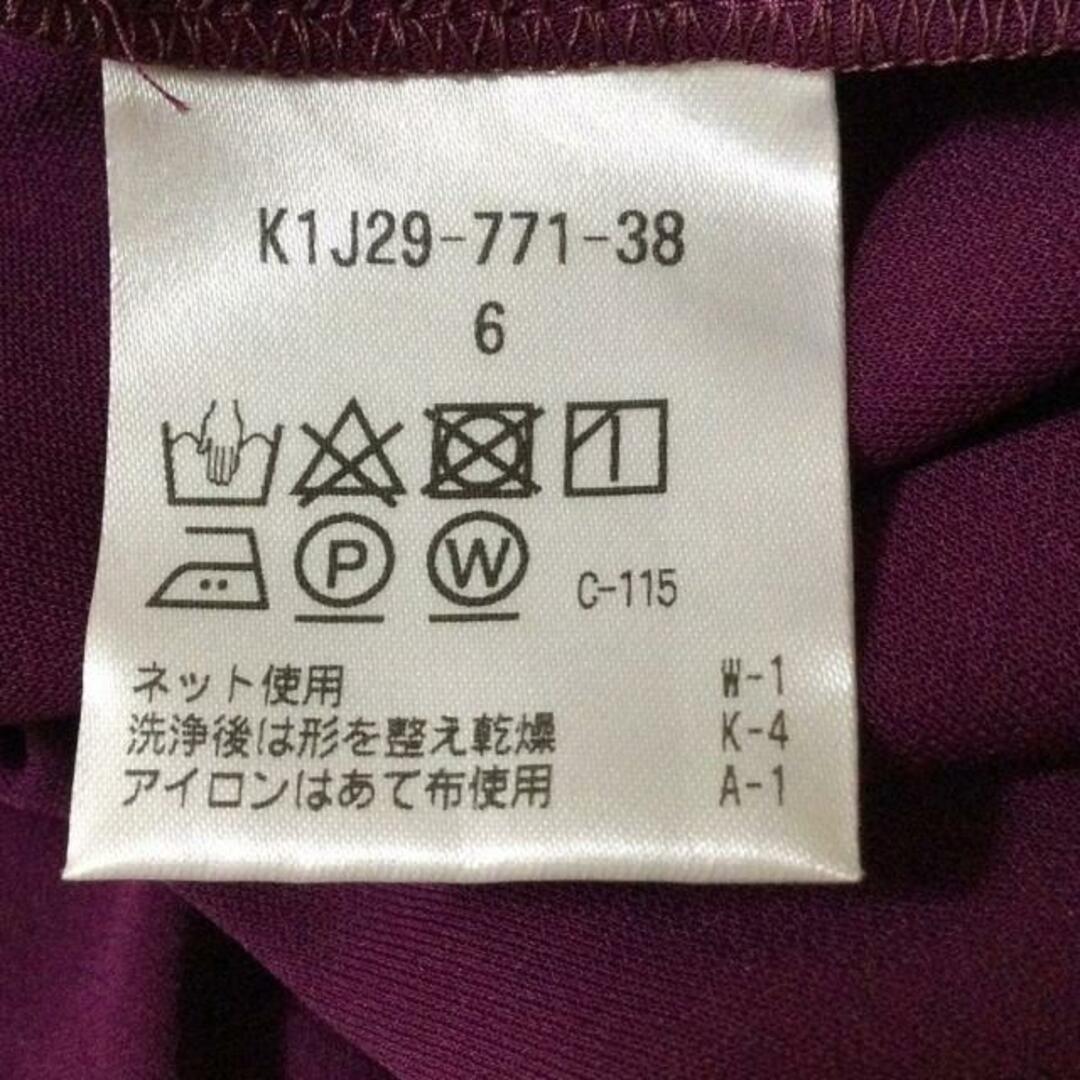 K1J29-771-38
6
P W C-115
ネット使用 W-1
洗浄後は形を整え乾燥 K-4
アイロンはあて布使用 A-1